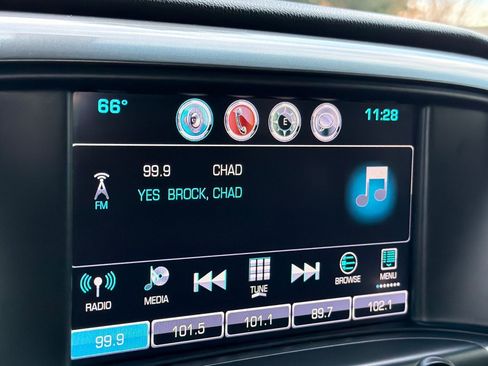 66° 11:28
E
99.9 CHAD
FM YES BROCK, CHAD
RADIO MEDIA TUNE BROWSE MENU
99.9 101.5 101.1 89.7 102.1